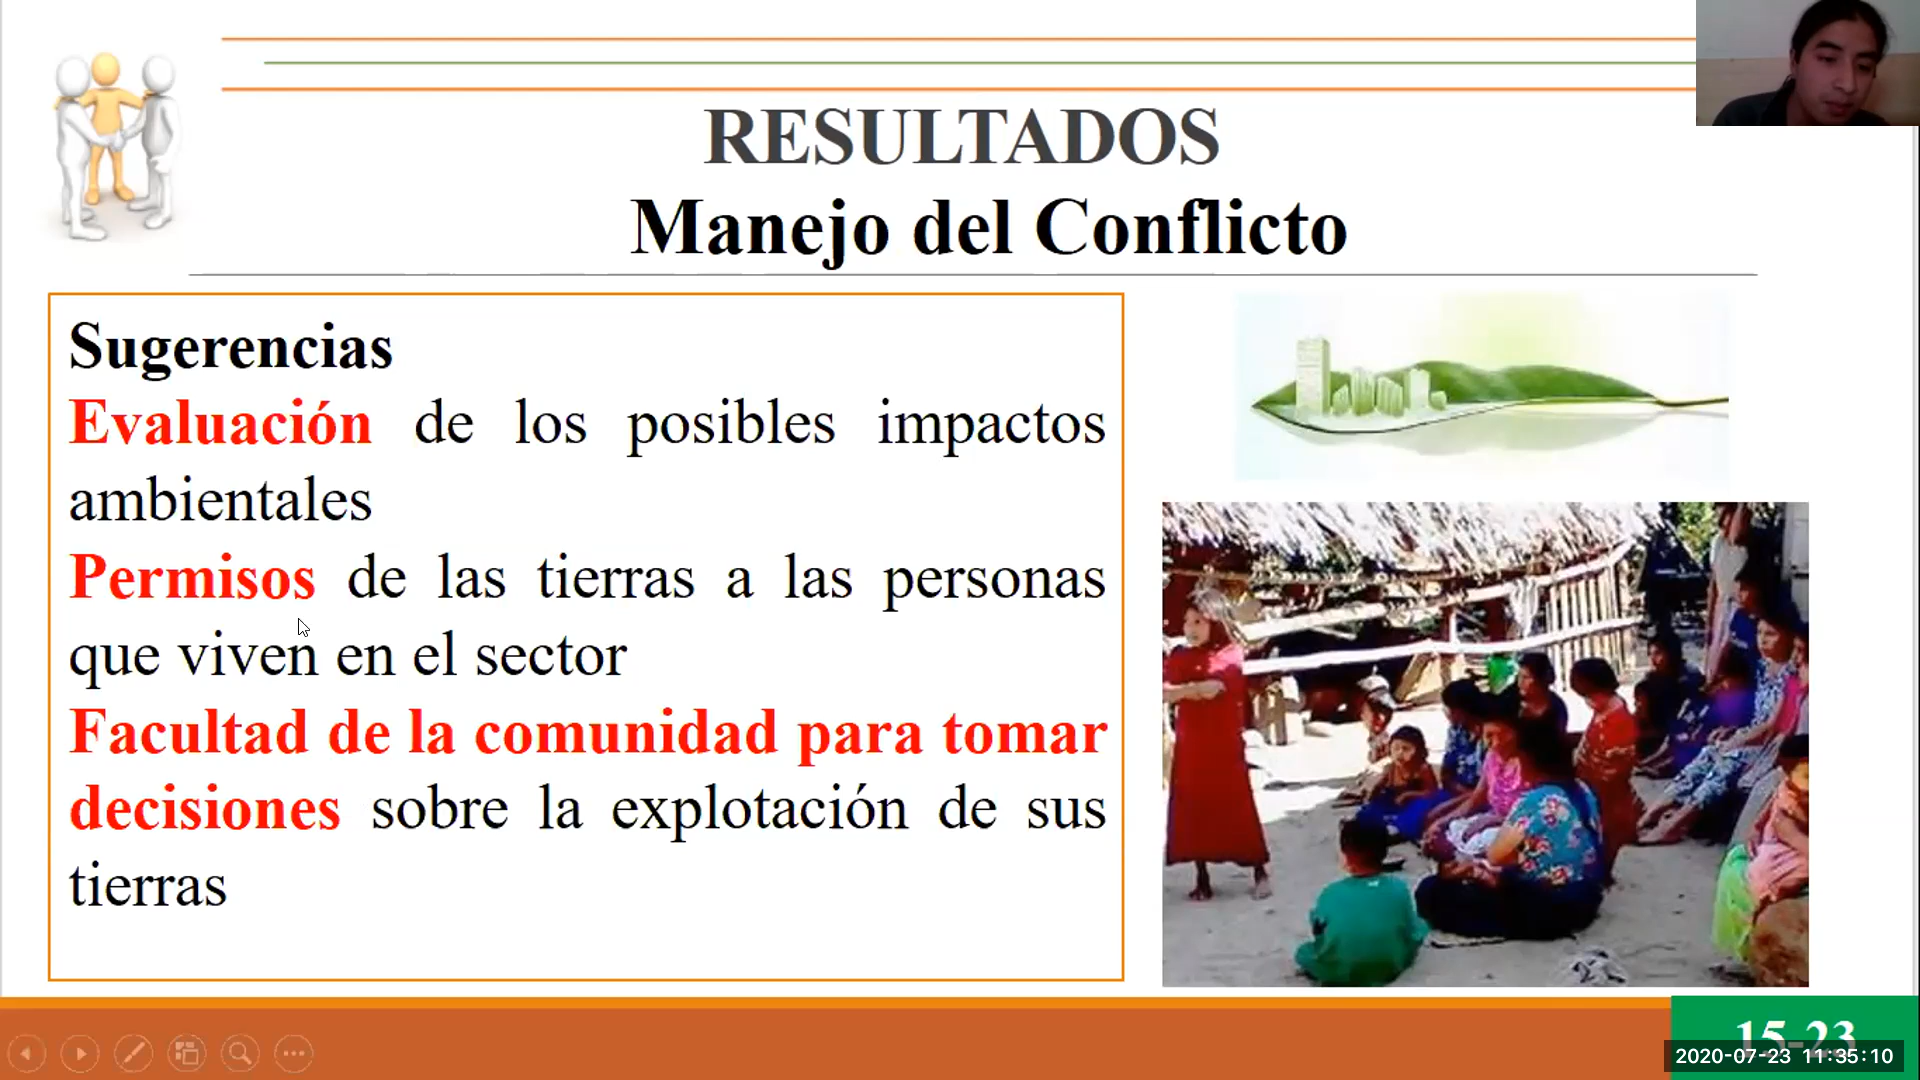 RESULTADOS
Manejo del Conflicto
Sugerencias
Evaluación de los posibles impactos
ambientales
Permisos de las tierras a las personas
que viven en el sector
Facultad de la comunidad para tomar
decisiones sobre la explotación de sus
tierras
15-23
2020-07-23 11:35:10